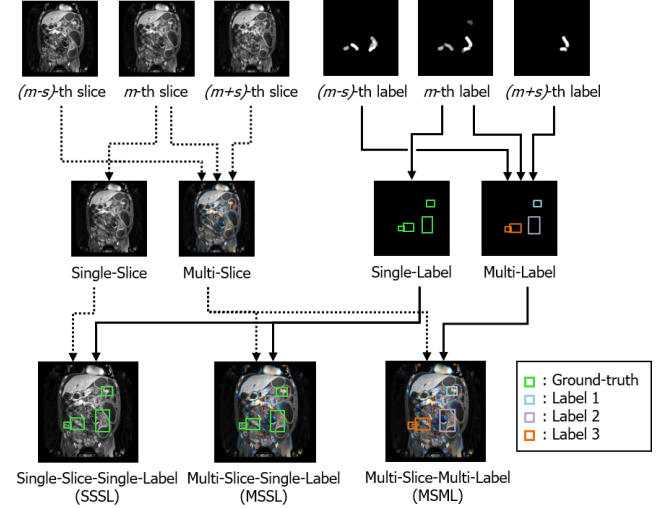 (m-s)-th slice
m-th slice
(m+s)-th slice
(m-s)-th label
m-th label
(m+s)-th label
Single-Slice
Multi-Slice
Single-Label
Multi-Label
: Ground-truth
: Label 1
: Label 2
: Label 3
Single-Slice-Single-Label
(SSSL)
Multi-Slice-Single-Label
(MSSL)
Multi-Slice-Multi-Label
(MSML)